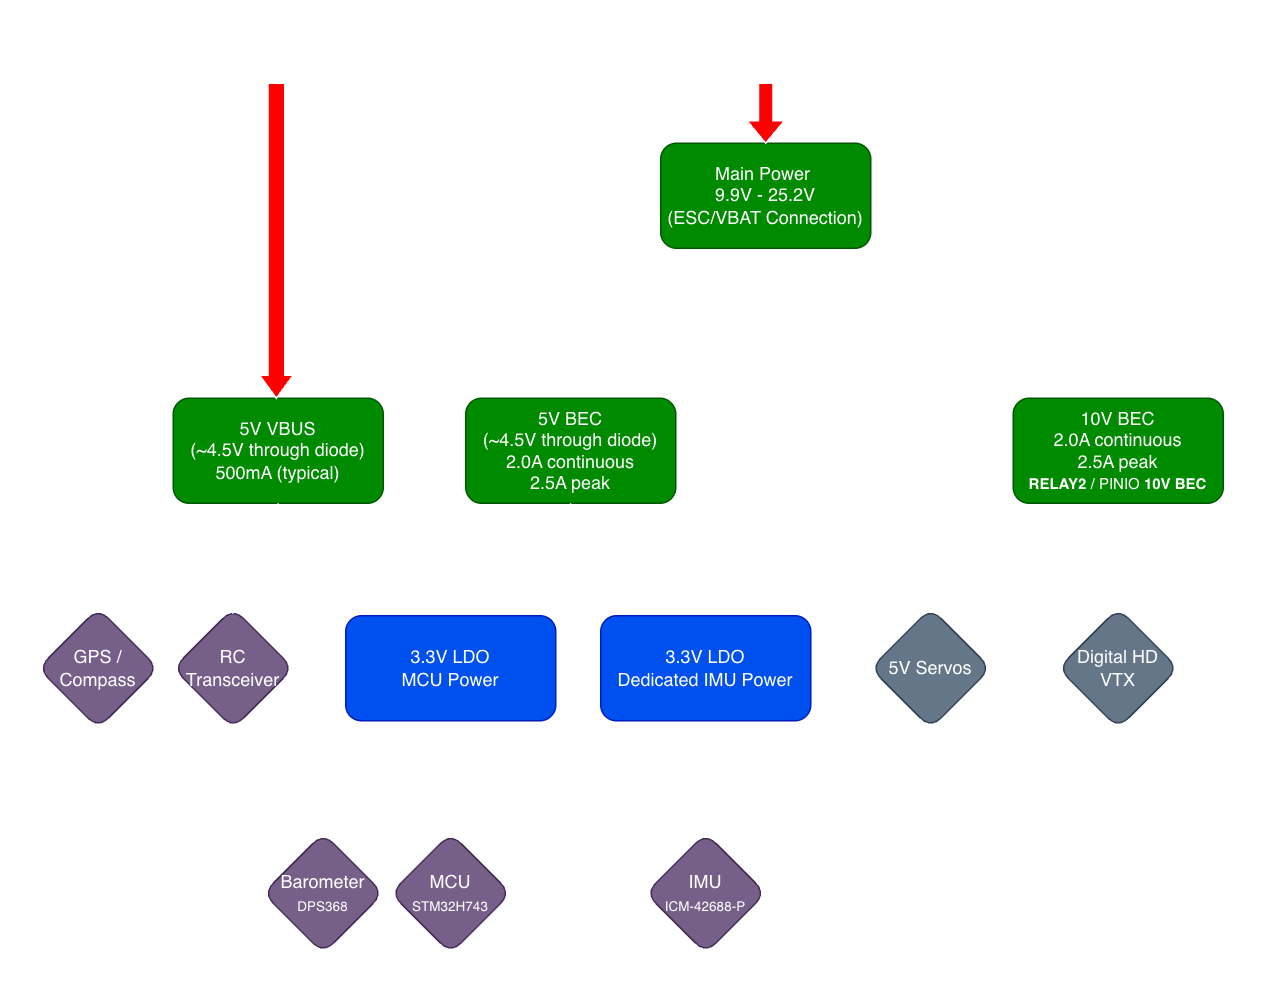 Main Power
9.9V - 25.2V
(ESC/VBAT Connection)
5V VBUS
(~4.5V through diode)
500mA (typical)
5V BEC
(~4.5V through diode)
2.0A continuous
2.5A peak
10V BEC
2.0A continuous
2.5A peak
RELAY2 / PINIO 10V BEC
GPS /
Compass
RC
Transceiver
3.3V LDO
MCU Power
3.3V LDO
Dedicated IMU Power
5V Servos
Digital HD
VTX
Barometer
DPS368
MCU
STM32H743
IMU
ICM-42688-P